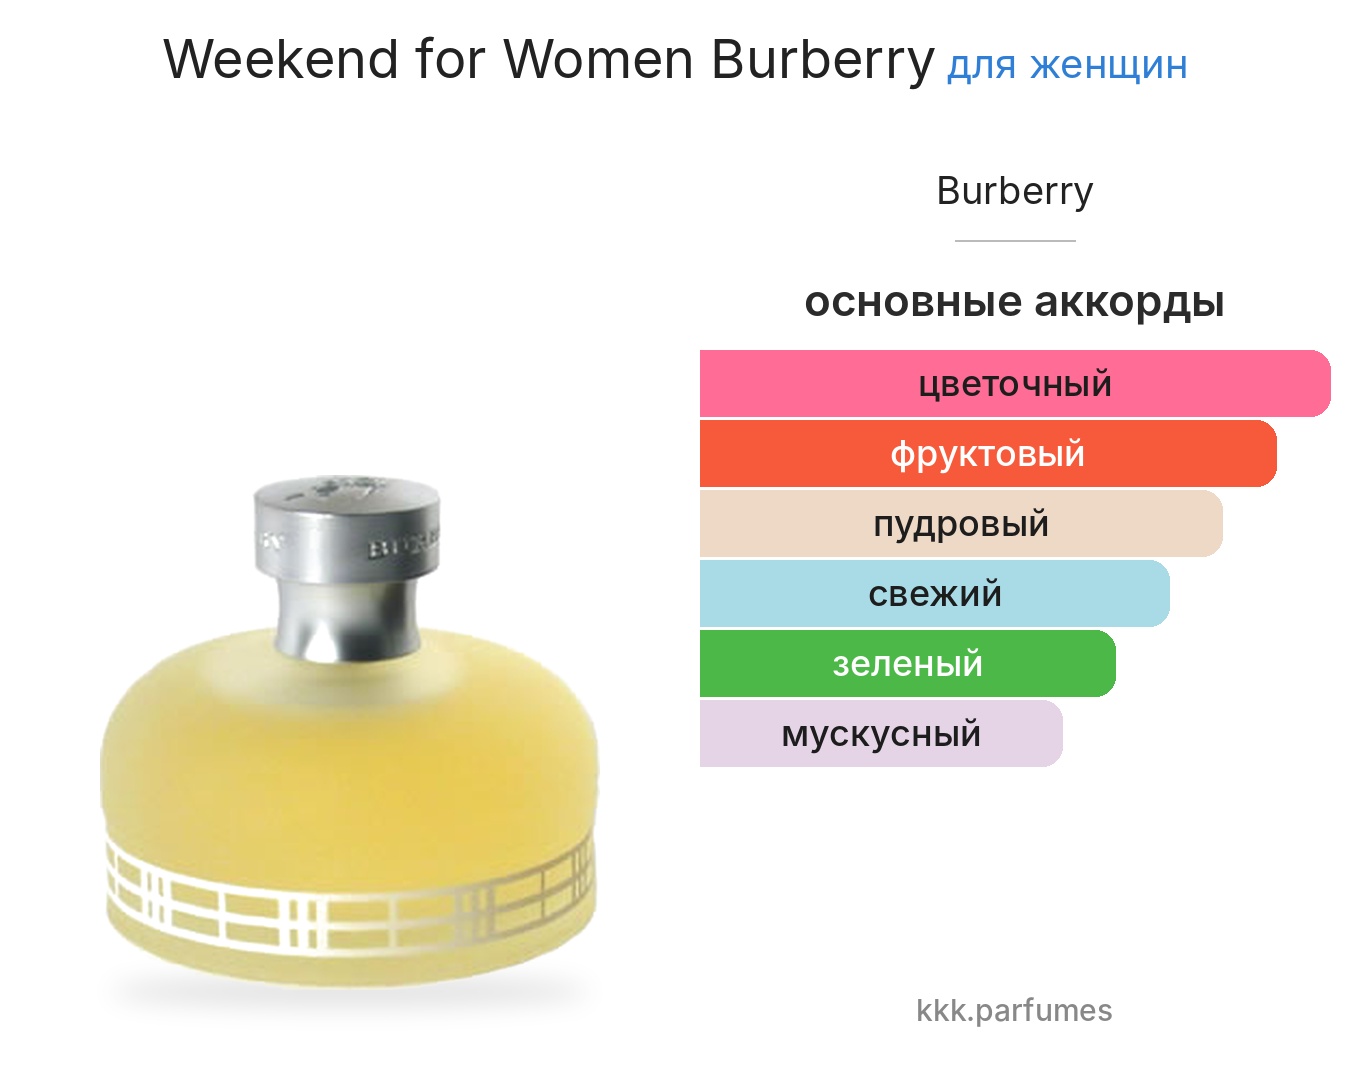 Weekend for Women Burberry для женщин
Burberry
основные аккорды
цветочный
фруктовый
пудровый
свежий
зеленый
мускусный
kkk.parfumes